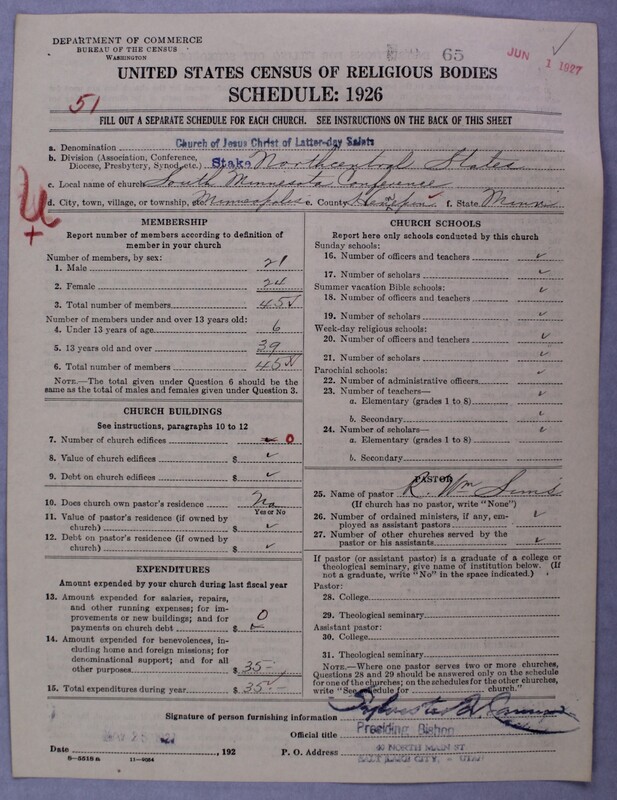 DEPARTMENT OF COMMERCE
BUREAU OF THE CENSUS
WASHINGTON
65
JUN 1 1927
UNITED STATES CENSUS OF RELIGIOUS BODIES
SCHEDULE: 1926
51
FILL OUT A SEPARATE SCHEDULE FOR EACH CHURCH. SEE INSTRUCTIONS ON THE BACK OF THIS SHEET
a. Denomination Church of Jesus Christ of Latter-day Saints
b. Division (Association, Conference, Diocese, Presbytery, Synod, etc.) Stake Northcentral States
c. Local name of church South Minnesota Conference
d. City, town, village, or township, etc. Minneapolis e. County Hennepin f. State Minn
U
+
MEMBERSHIP
Report number of members according to definition of
member in your church
Number of members, by sex:
1. Male 21
2. Female 24
3. Total number of members 45
Number of members under and over 13 years old:
4. Under 13 years of age 6
5. 13 years old and over 39
6. Total number of members 45
NOTE.—The total given under Question 6 should be the
same as the total of males and females given under Question 3.
CHURCH BUILDINGS
See instructions, paragraphs 10 to 12
7. Number of church edifices 0
8. Value of church edifices $ ✓
9. Debt on church edifices $ ✓
10. Does church own pastor's residence No
Yes or No
11. Value of pastor's residence (if owned by
church) $ ✓
12. Debt on pastor's residence (if owned by
church) $ ✓
EXPENDITURES
Amount expended by your church during last fiscal year
13. Amount expended for salaries, repairs,
and other running expenses; for im-
provements or new buildings; and for
payments on church debt $ 0
14. Amount expended for benevolences, in-
cluding home and foreign missions; for
denominational support; and for all
other purposes $ 35-
15. Total expenditures during year $ 35.-
CHURCH SCHOOLS
Report here only schools conducted by this church
Sunday schools:
16. Number of officers and teachers ✓
17. Number of scholars ✓
Summer vacation Bible schools:
18. Number of officers and teachers ✓
19. Number of scholars ✓
Week-day religious schools:
20. Number of officers and teachers ✓
21. Number of scholars ✓
Parochial schools:
22. Number of administrative officers ✓
23. Number of teachers—
a. Elementary (grades 1 to 8) ✓
b. Secondary ✓
24. Number of scholars—
a. Elementary (grades 1 to 8)
b. Secondary
PASTOR
25. Name of pastor R. Wm Sims
(If church has no pastor, write "None")
26. Number of ordained ministers, if any, em-
ployed as assistant pastors ✓
27. Number of other churches served by the
pastor or his assistants ✓
If pastor (or assistant pastor) is a graduate of a college or
theological seminary, give name of institution below. (If
not a graduate, write "No" in the space indicated.)
Pastor:
28. College
29. Theological seminary
Assistant pastor:
30. College
31. Theological seminary
NOTE.—Where one pastor serves two or more churches,
Questions 28 and 29 should be answered only on the schedule
for one of the churches; on the schedules for the other churches,
write "See schedule for church."
Signature of person furnishing information Sylvester Q. Cannon
Official title Presiding Bishop
Date , 192 P. O. Address 40 NORTH MAIN ST
SALT LAKE CITY, - UTAH
8-5518 a 11-9064